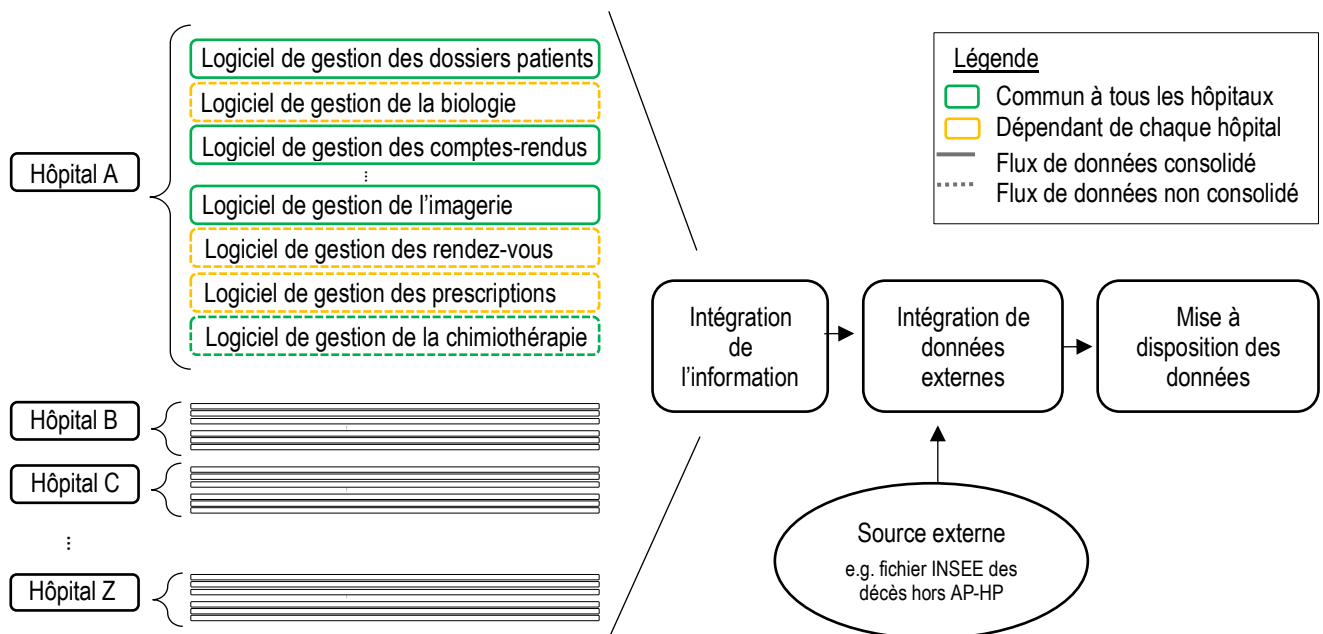 Hôpital A
Logiciel de gestion des dossiers patients
Logiciel de gestion de la biologie
Logiciel de gestion des comptes-rendus
...
Logiciel de gestion de l'imagerie
Logiciel de gestion des rendez-vous
Logiciel de gestion des prescriptions
Logiciel de gestion de la chimiothérapie
Hôpital B
Hôpital C
...
Hôpital Z
Légende
Commun à tous les hôpitaux
Dépendant de chaque hôpital
Flux de données consolidé
Flux de données non consolidé
Intégration
de
l'information
Intégration de
données
externes
Mise à
disposition des
données
Source externe
e.g. fichier INSEE des
décès hors AP-HP